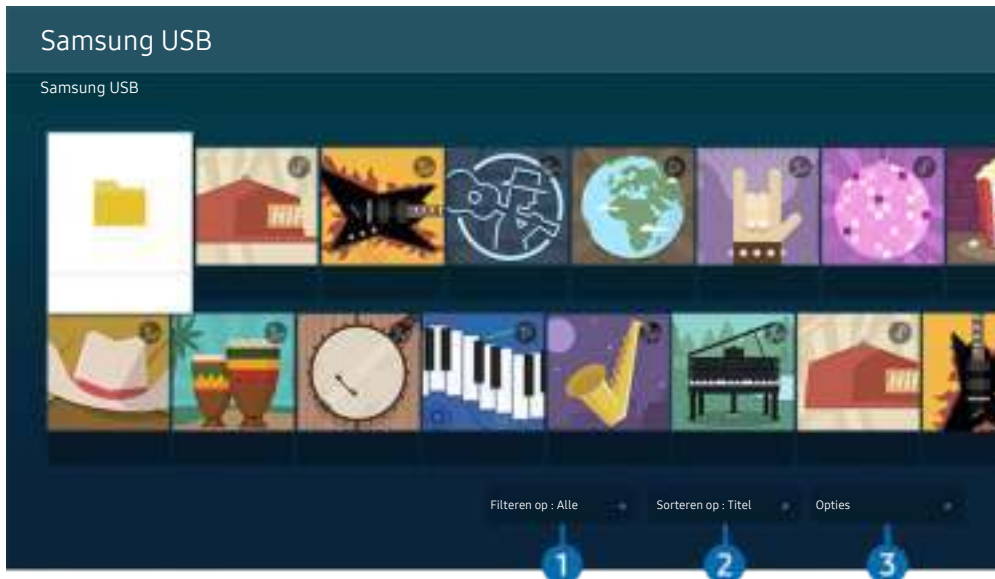 Samsung USB
Samsung USB
Filteren op : Alle
Sorteren op : Titel
Opties
1
2
3